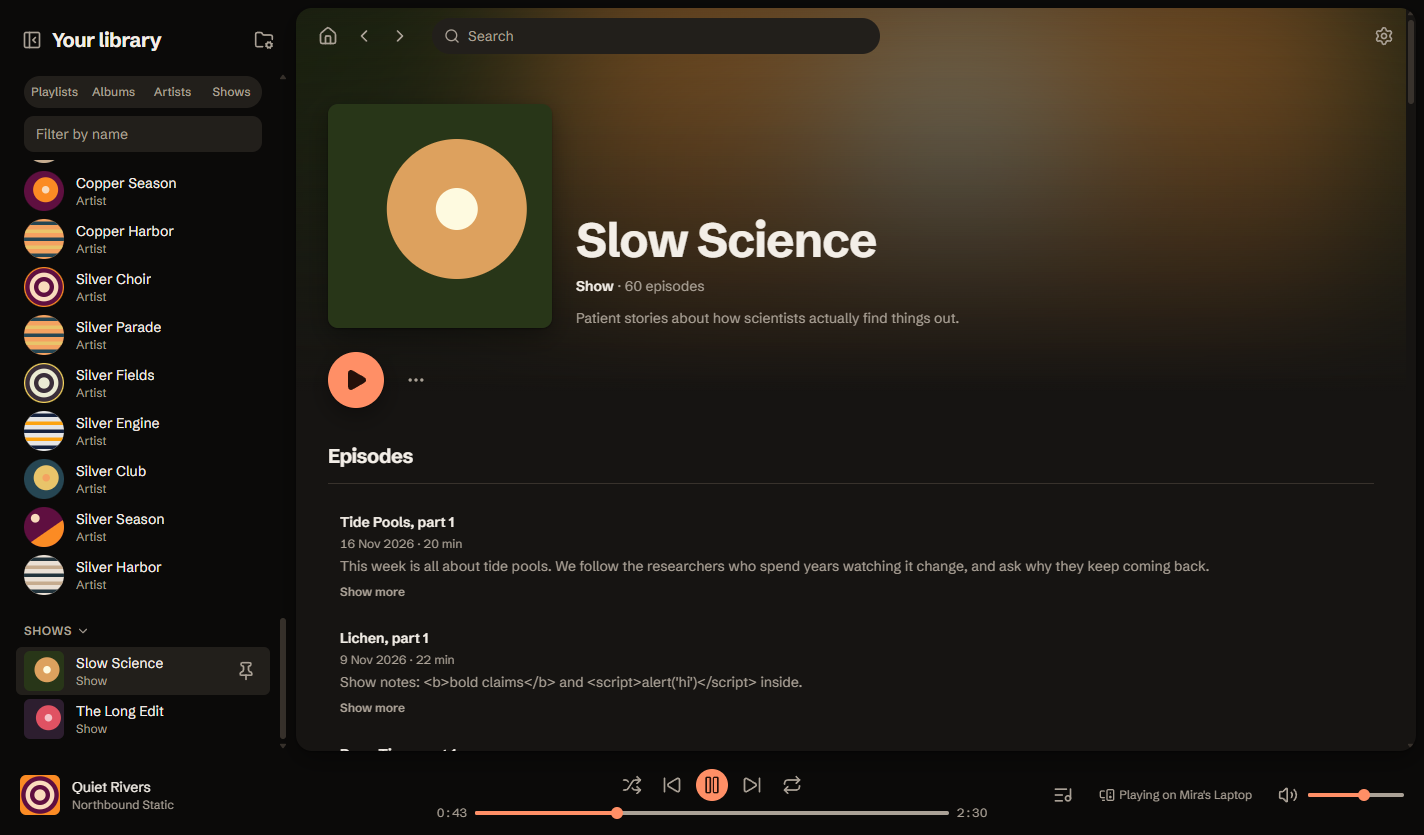 Your library
Playlists Albums Artists Shows
Filter by name
Copper Season
Artist
Copper Harbor
Artist
Silver Choir
Artist
Silver Parade
Artist
Silver Fields
Artist
Silver Engine
Artist
Silver Club
Artist
Silver Season
Artist
Silver Harbor
Artist
SHOWS
Slow Science
Show
The Long Edit
Show
Search
Slow Science
Show · 60 episodes
Patient stories about how scientists actually find things out.
Episodes
Tide Pools, part 1
16 Nov 2026 · 20 min
This week is all about tide pools. We follow the researchers who spend years watching it change, and ask why they keep coming back.
Show more
Lichen, part 1
9 Nov 2026 · 22 min
Show notes: <b>bold claims</b> and <script>alert('hi')</script> inside.
Show more
Quiet Rivers
Northbound Static
0:43
2:30
Playing on Mira's Laptop